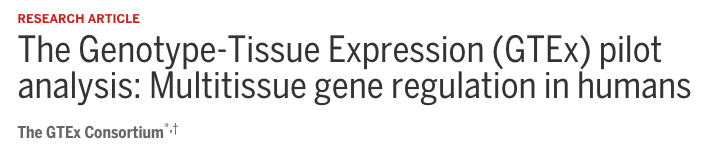 RESEARCH ARTICLE
The Genotype-Tissue Expression (GTEx) pilot
analysis: Multitissue gene regulation in humans
The GTEx Consortium*,†